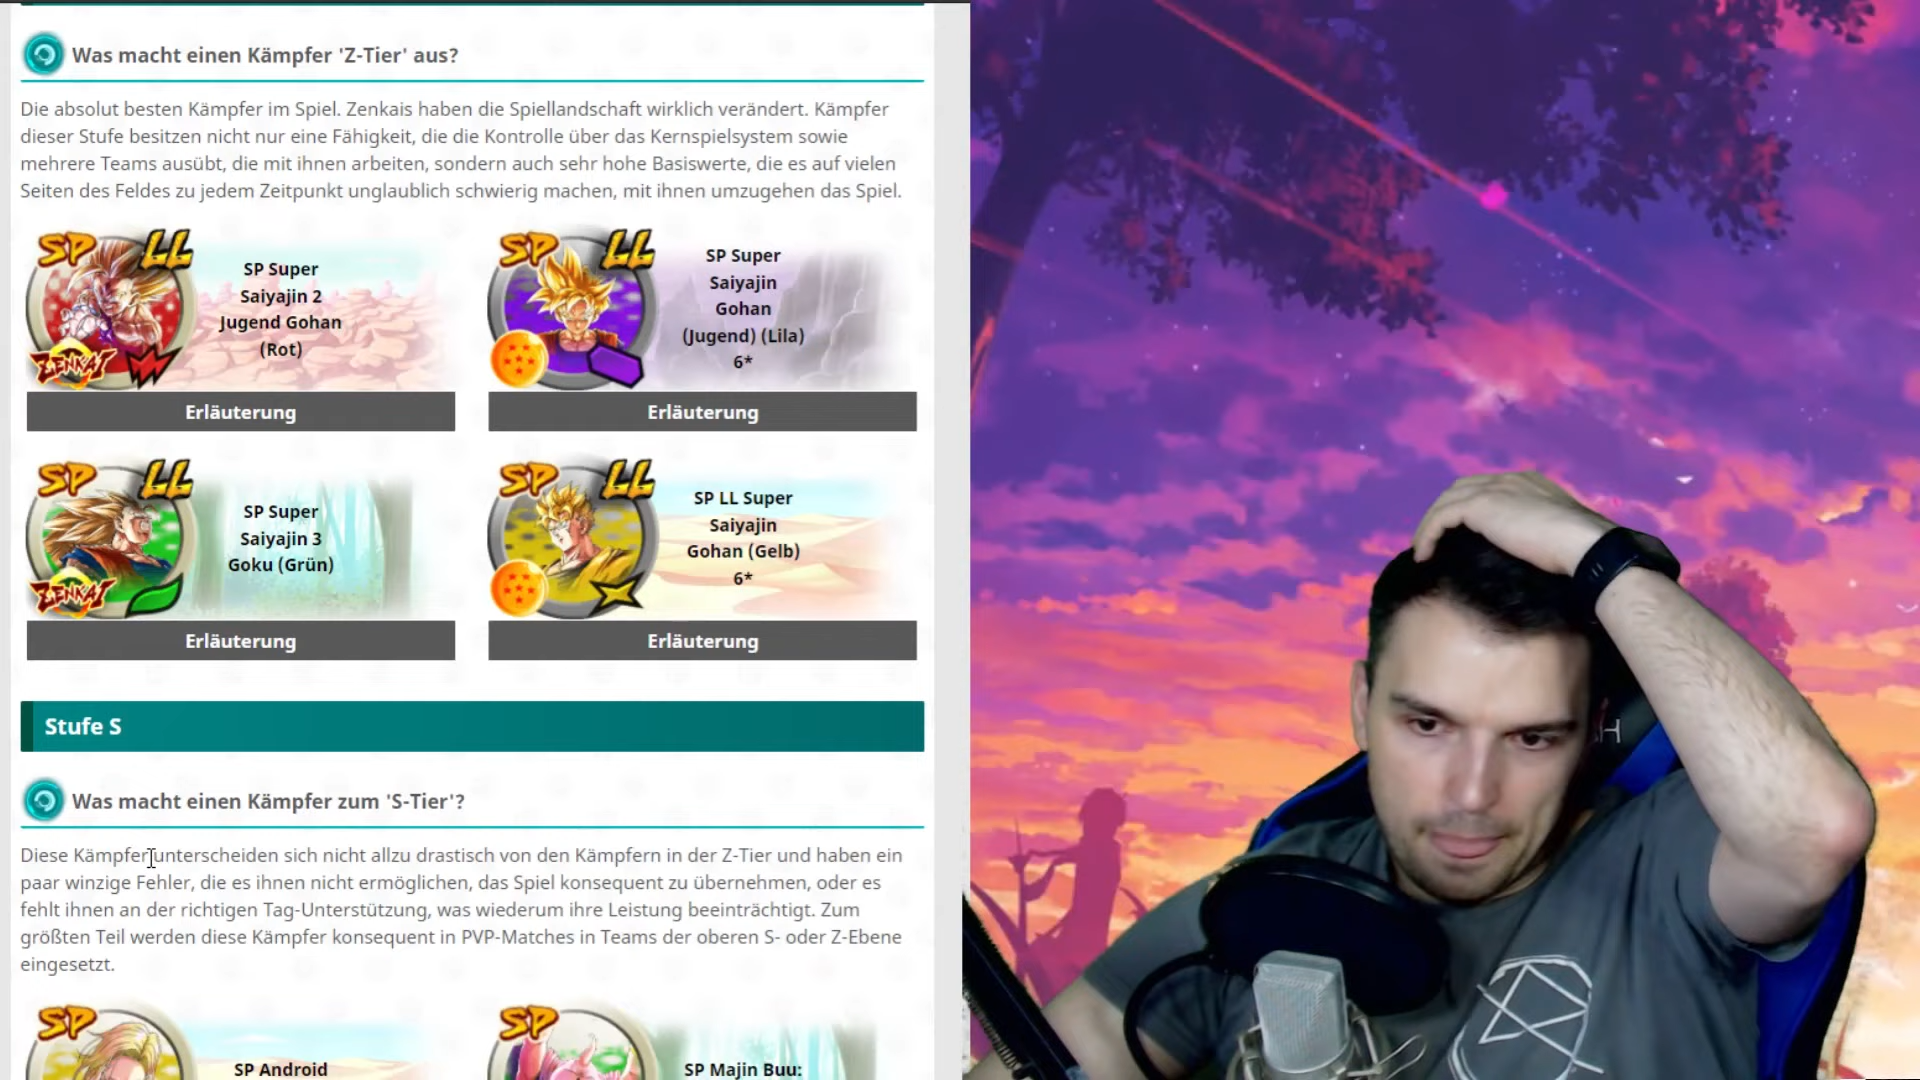 Was macht einen Kämpfer 'Z-Tier' aus?
Die absolut besten Kämpfer im Spiel. Zenkais haben die Spiellandschaft wirklich verändert. Kämpfer
dieser Stufe besitzen nicht nur eine Fähigkeit, die die Kontrolle über das Kernspielsystem sowie
mehrere Teams ausübt, die mit ihnen arbeiten, sondern auch sehr hohe Basiswerte, die es auf vielen
Seiten des Feldes zu jedem Zeitpunkt unglaublich schwierig machen, mit ihnen umzugehen das Spiel.
SP LL
ZENKAI
SP Super
Saiyajin 2
Jugend Gohan
(Rot)
Erläuterung
SP LL
SP Super
Saiyajin
Gohan
(Jugend) (Lila)
6*
Erläuterung
SP LL
ZENKAI
SP Super
Saiyajin 3
Goku (Grün)
Erläuterung
SP LL
SP LL Super
Saiyajin
Gohan (Gelb)
6*
Erläuterung
Stufe S
Was macht einen Kämpfer zum 'S-Tier'?
Diese Kämpfer unterscheiden sich nicht allzu drastisch von den Kämpfern in der Z-Tier und haben ein
paar winzige Fehler, die es ihnen nicht ermöglichen, das Spiel konsequent zu übernehmen, oder es
fehlt ihnen an der richtigen Tag-Unterstützung, was wiederum ihre Leistung beeinträchtigt. Zum
größten Teil werden diese Kämpfer konsequent in PVP-Matches in Teams der oberen S- oder Z-Ebene
eingesetzt.
SP
SP Android
SP
SP Majin Buu: